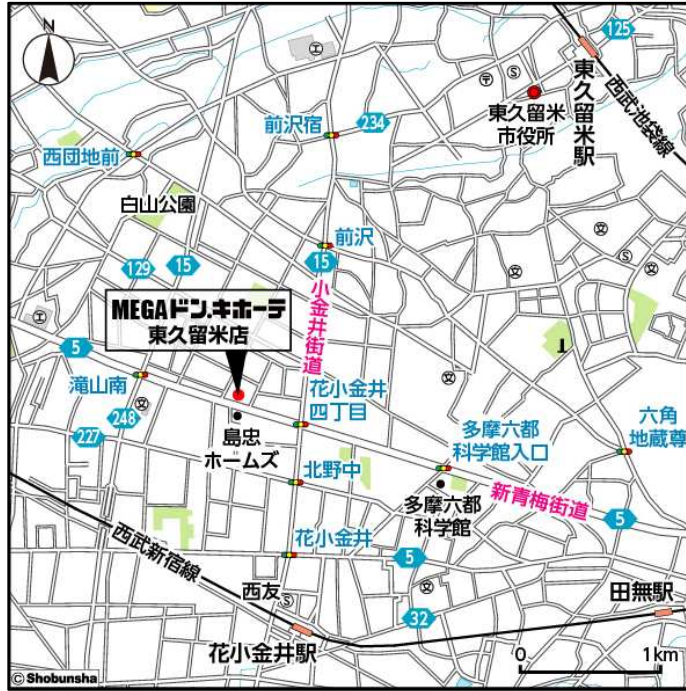 N
125
東久留米駅
西武池袋線
〒
東久留米
市役所
前沢宿
234
西団地前
白山公園
前沢
15
129
15
小金井街道
MEGAドン.キホーテ
東久留米店
5
滝山南
248
227
島忠
ホームズ
花小金井
四丁目
北野中
多摩六都
科学館入口
六角
地蔵尊
多摩六都
科学館
新青梅街道
5
花小金井
5
西武新宿線
西友
32
花小金井駅
田無駅
0
1km
© Shobunsha